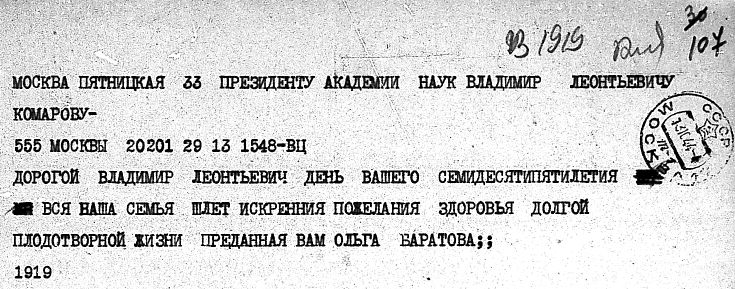 В 1919
107
МОСКВА ПЯТНИЦКАЯ 33 ПРЕЗИДЕНТУ АКАДЕМИИ НАУК ВЛАДИМИР ЛЕОНТЬЕВИЧУ
КОМАРОВУ-
555 МОСКВЫ 20201 29 13 1548-ВЦ
ДОРОГОЙ ВЛАДИМИР ЛЕОНТЬЕВИЧ ДЕНЬ ВАШЕГО СЕМИДЕСЯТИПЯТИЛЕТИЯ
ВСЯ НАША СЕМЬЯ ШЛЕТ ИСКРЕННИЯ ПОЖЕЛАНИЯ ЗДОРОВЬЯ ДОЛГОЙ
ПЛОДОТВОРНОЙ ЖИЗНИ ПРЕДАННАЯ ВАМ ОЛЬГА БАРАТОВА;;
1919
СССР